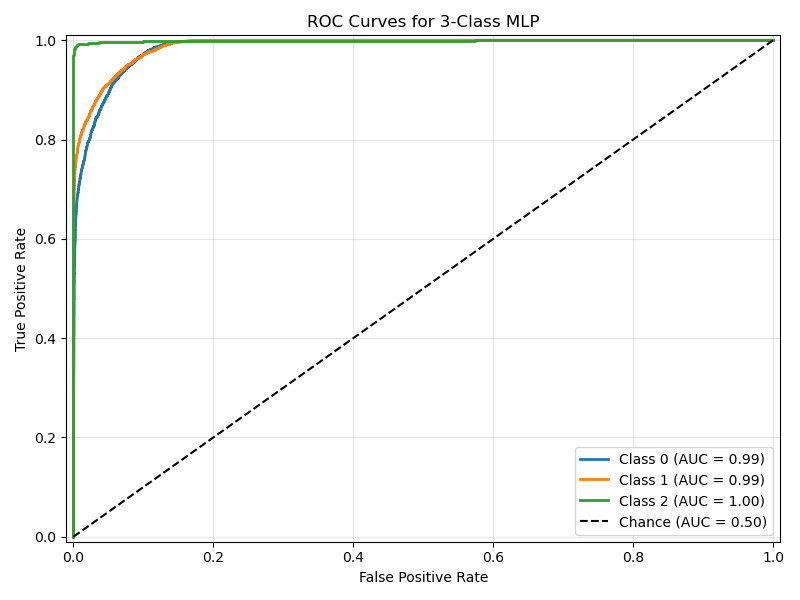 ROC Curves for 3-Class MLP
1.0
0.8
0.6
0.4
0.2
0.0
True Positive Rate
Class 0 (AUC = 0.99)
Class 1 (AUC = 0.99)
Class 2 (AUC = 1.00)
Chance (AUC = 0.50)
0.0 0.2 0.4 0.6 0.8 1.0
False Positive Rate